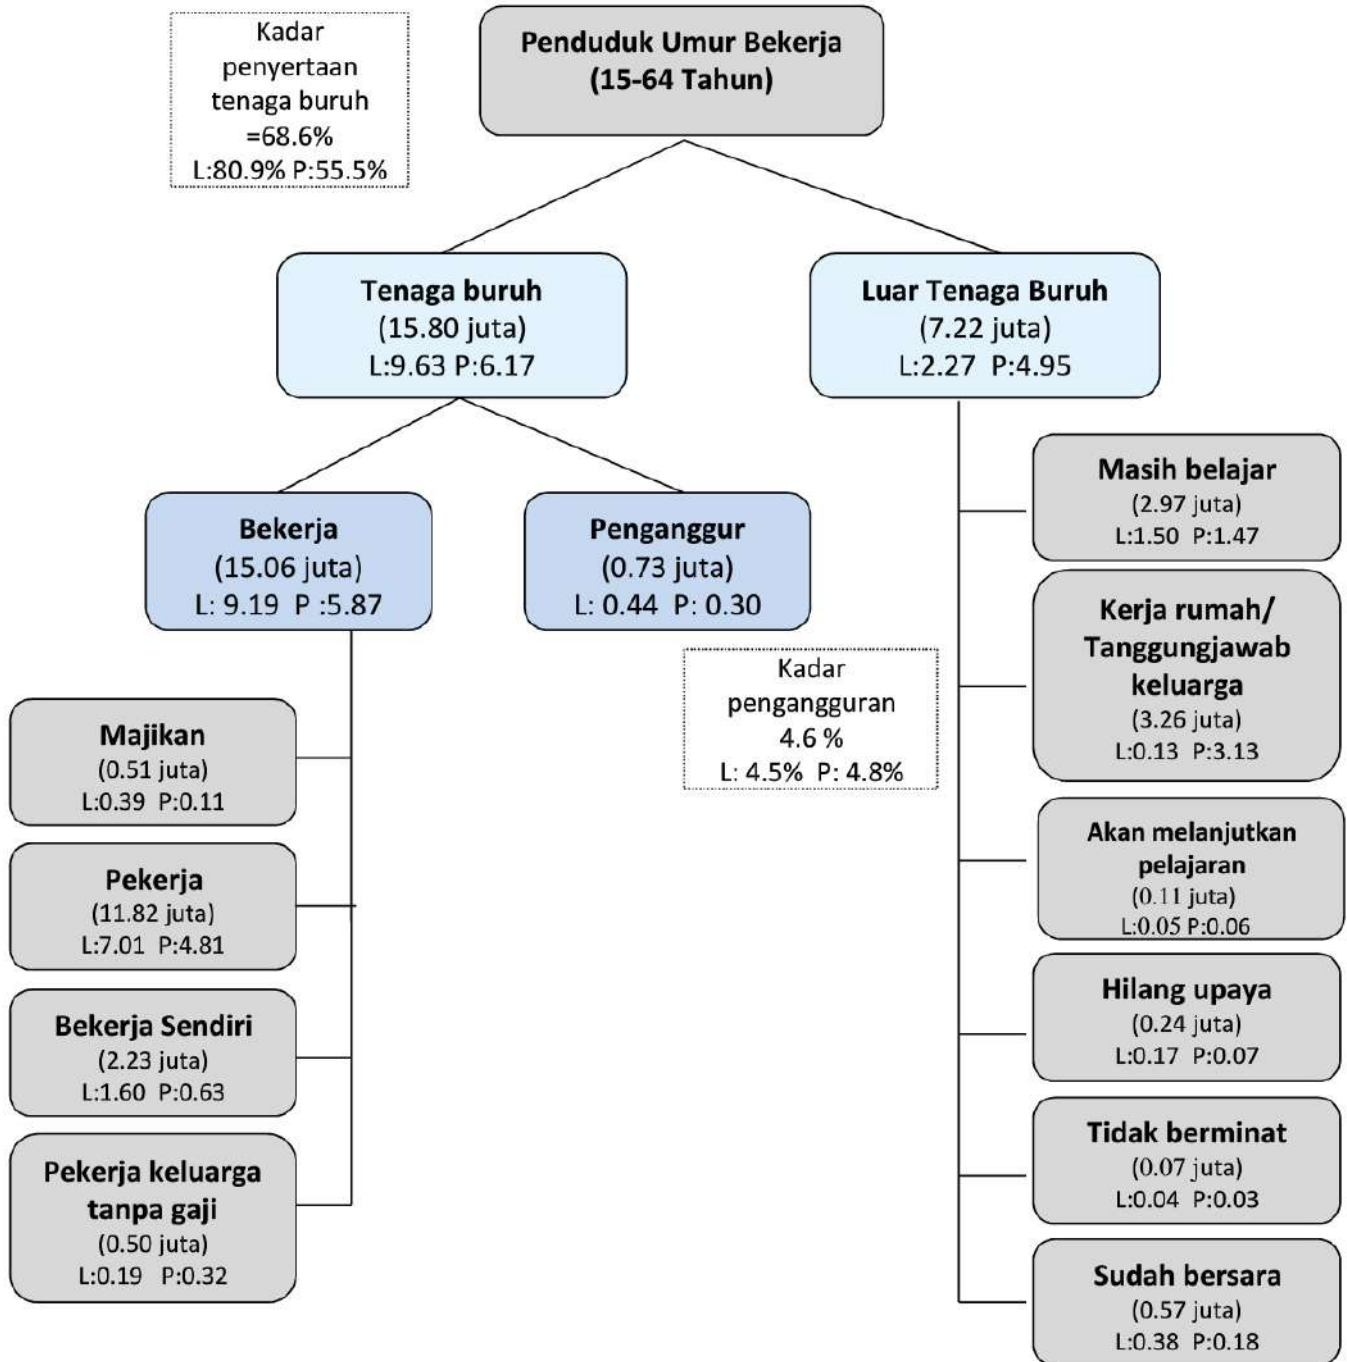 Kadar
penyertaan
tenaga buruh
=68.6%
L:80.9% P:55.5%
Penduduk Umur Bekerja
(15-64 Tahun)
Tenaga buruh
(15.80 juta)
L:9.63 P:6.17
Luar Tenaga Buruh
(7.22 juta)
L:2.27 P:4.95
Bekerja
(15.06 juta)
L: 9.19 P :5.87
Penganggur
(0.73 juta)
L: 0.44 P: 0.30
Kadar
pengangguran
4.6 %
L: 4.5% P: 4.8%
Majikan
(0.51 juta)
L:0.39 P:0.11
Pekerja
(11.82 juta)
L:7.01 P:4.81
Bekerja Sendiri
(2.23 juta)
L:1.60 P:0.63
Pekerja keluarga
tanpa gaji
(0.50 juta)
L:0.19 P:0.32
Masih belajar
(2.97 juta)
L:1.50 P:1.47
Kerja rumah/
Tanggungjawab
keluarga
(3.26 juta)
L:0.13 P:3.13
Akan melanjutkan
pelajaran
(0.11 juta)
L:0.05 P:0.06
Hilang upaya
(0.24 juta)
L:0.17 P:0.07
Tidak berminat
(0.07 juta)
L:0.04 P:0.03
Sudah bersara
(0.57 juta)
L:0.38 P:0.18